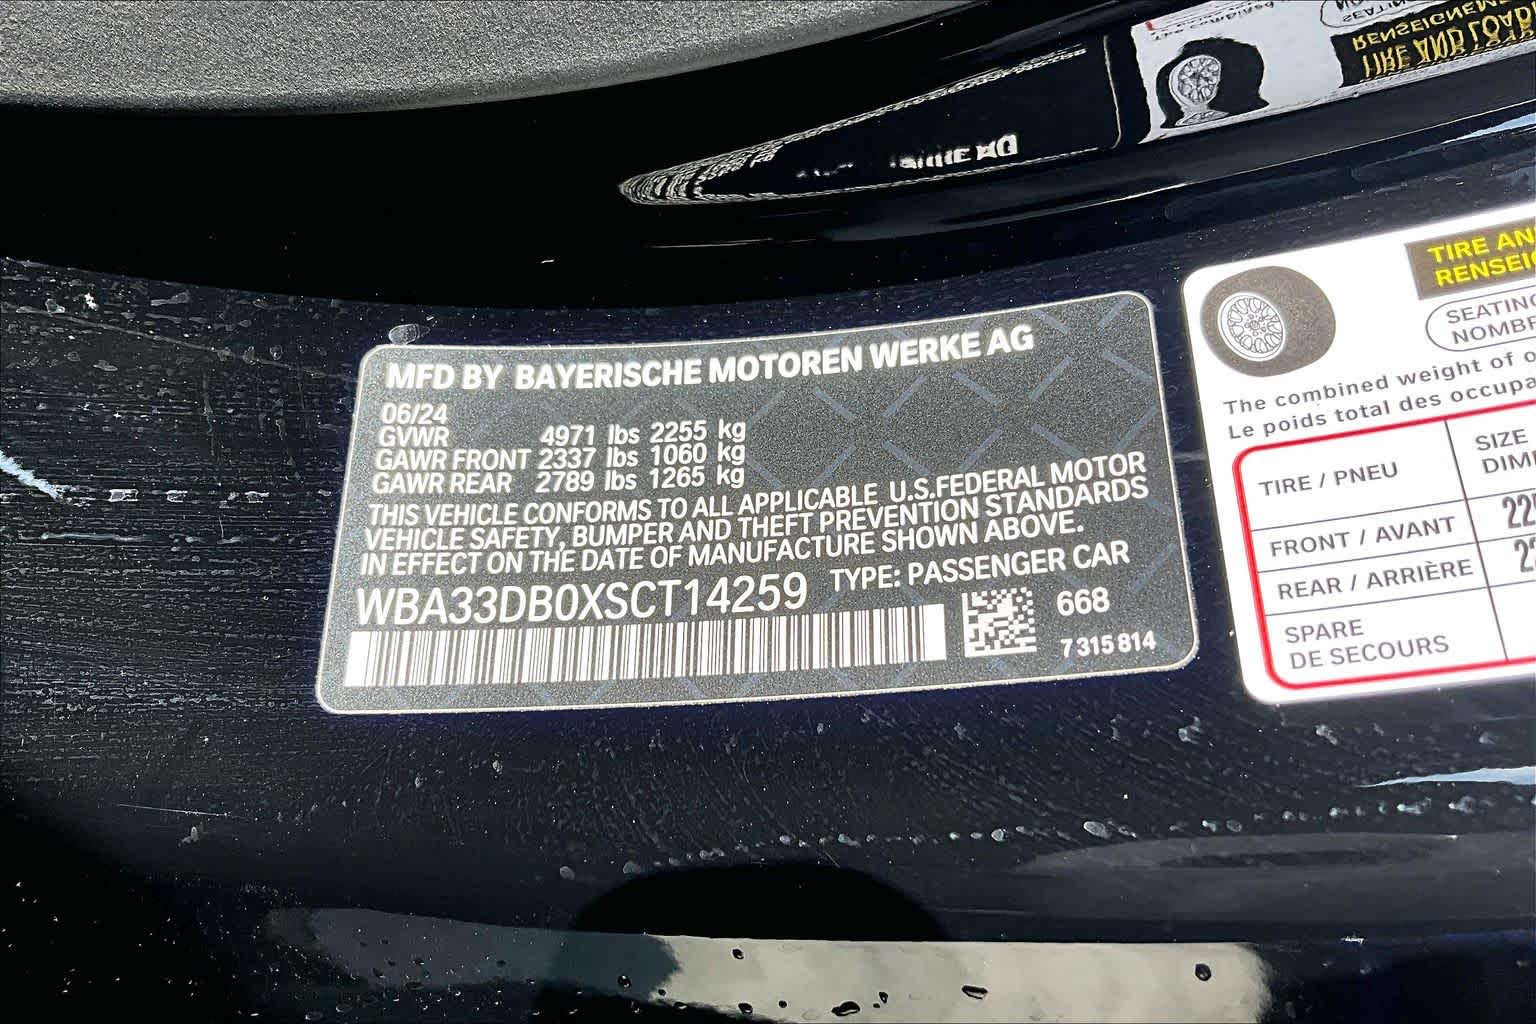 MFD BY BAYERISCHE MOTOREN WERKE AG
06/24
GVWR 4971 lbs 2255 kg
GAWR FRONT 2337 lbs 1060 kg
GAWR REAR 2789 lbs 1265 kg
THIS VEHICLE CONFORMS TO ALL APPLICABLE U.S.FEDERAL MOTOR
VEHICLE SAFETY, BUMPER AND THEFT PREVENTION STANDARDS
IN EFFECT ON THE DATE OF MANUFACTURE SHOWN ABOVE.
WBA33DB0XSCT14259 TYPE: PASSENGER CAR
668
7 315 814
TIRE AN
RENSEIG
SEATING
NOMBR
The combined weight of o
Le poids total des occupa
TIRE / PNEU
SIZE
DIME
FRONT / AVANT 22
REAR / ARRIÈRE 22
SPARE
DE SECOURS